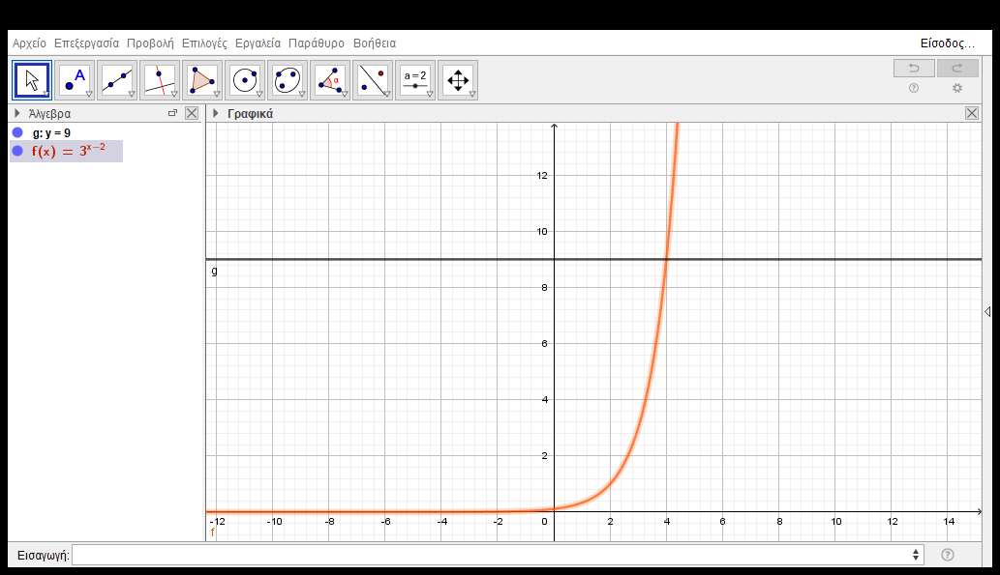 Αρχείο Επεξεργασία Προβολή Επιλογές Εργαλεία Παράθυρο Βοήθεια Είσοδος...
A α a = 2
Άλγεβρα
Γραφικά
g: y = 9
f(x) = 3^{x−2}
12
10
g
8
6
4
2
-12 -10 -8 -6 -4 -2 0 2 4 6 8 10 12 14
f
Εισαγωγή: